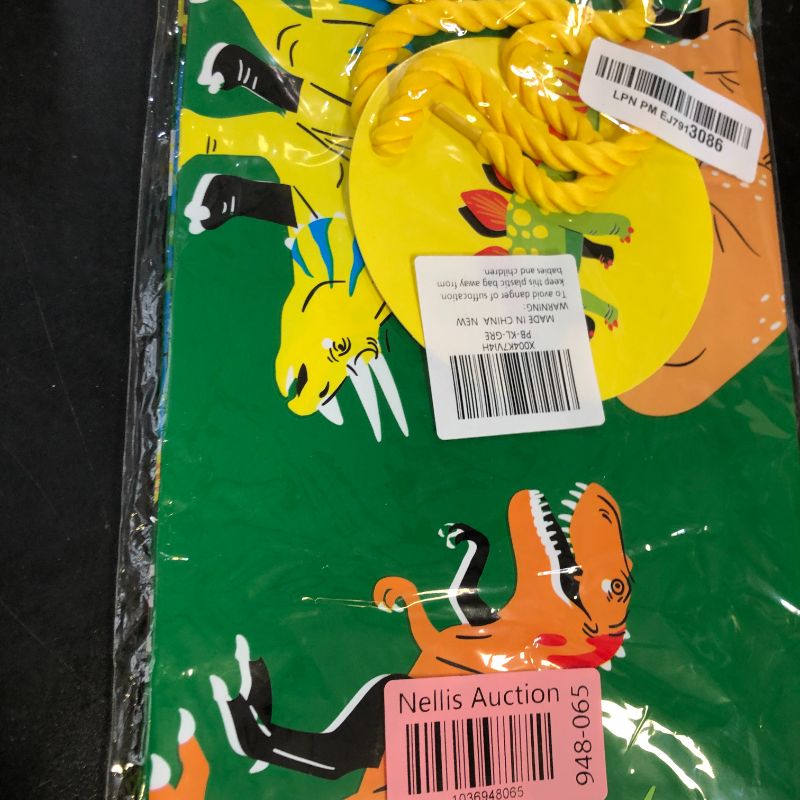 LPN PM EJ7913086
X004K7VI4H
PB-KL-GRE
MADE IN CHINA NEW
WARNING:
To avoid danger of suffocation.
keep this plastic bag away from
babies and children.
Nellis Auction
948-065
1036948065